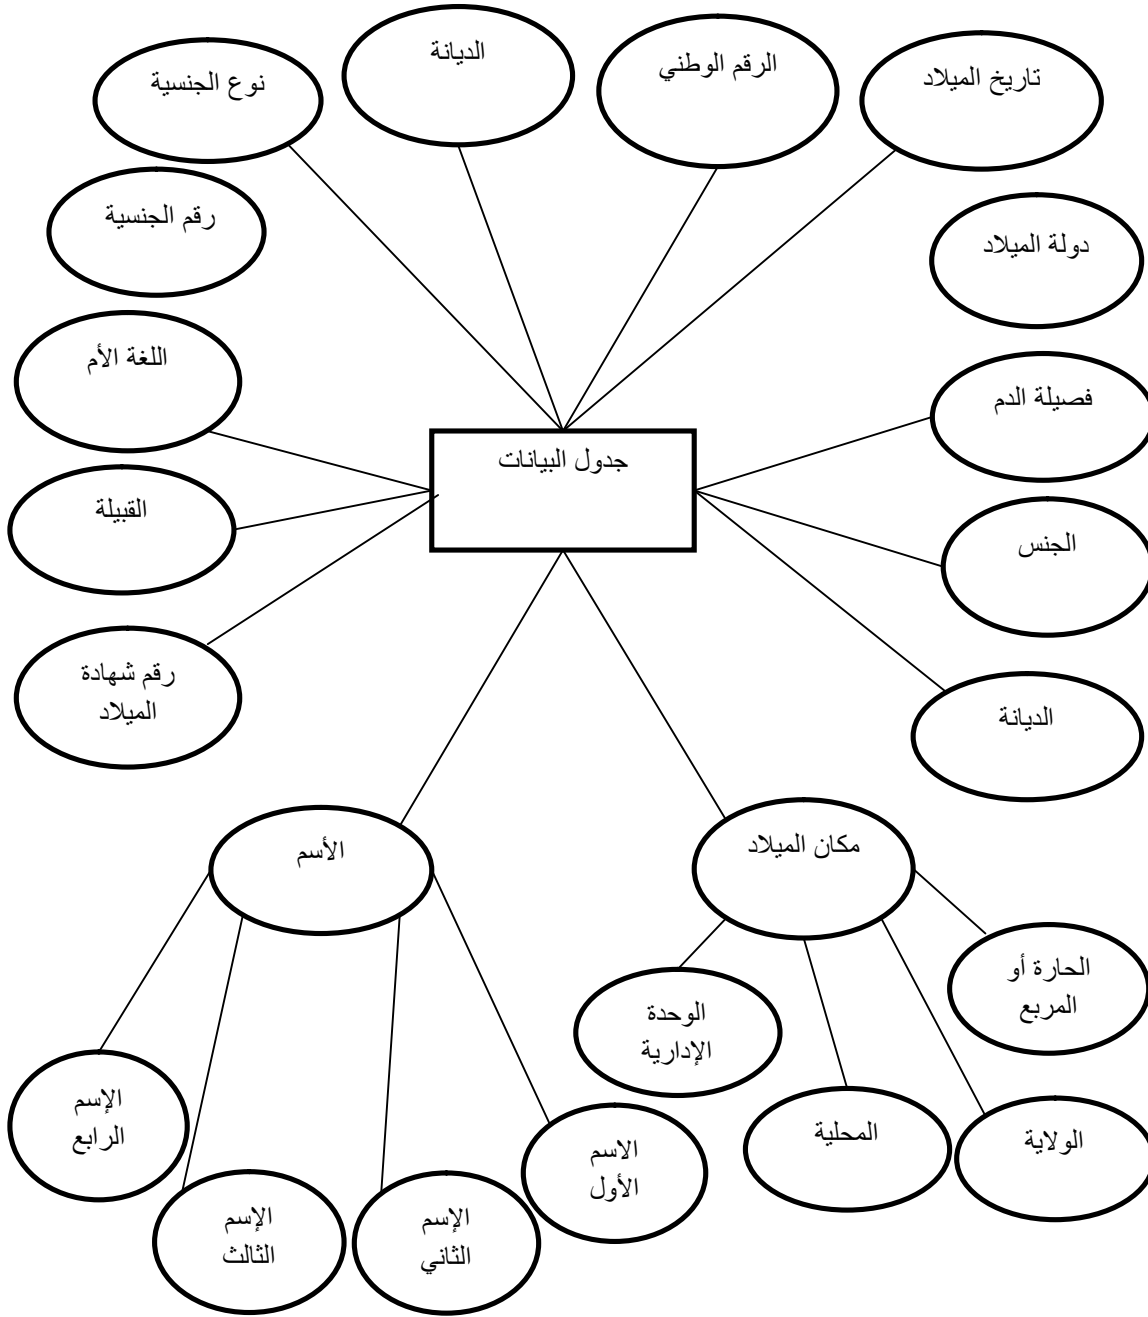 الديانة
الرقم الوطني
تاريخ الميلاد
نوع الجنسية
رقم الجنسية
دولة الميلاد
اللغة الأم
فصيلة الدم
جدول البيانات
القبيلة
الجنس
رقم شهادة
الميلاد
الديانة
الأسم
مكان الميلاد
الحارة أو
المربع
الوحدة
الإدارية
الولاية
المحلية
الاسم
الأول
الإسم
الثاني
الإسم
الثالث
الإسم
الرابع